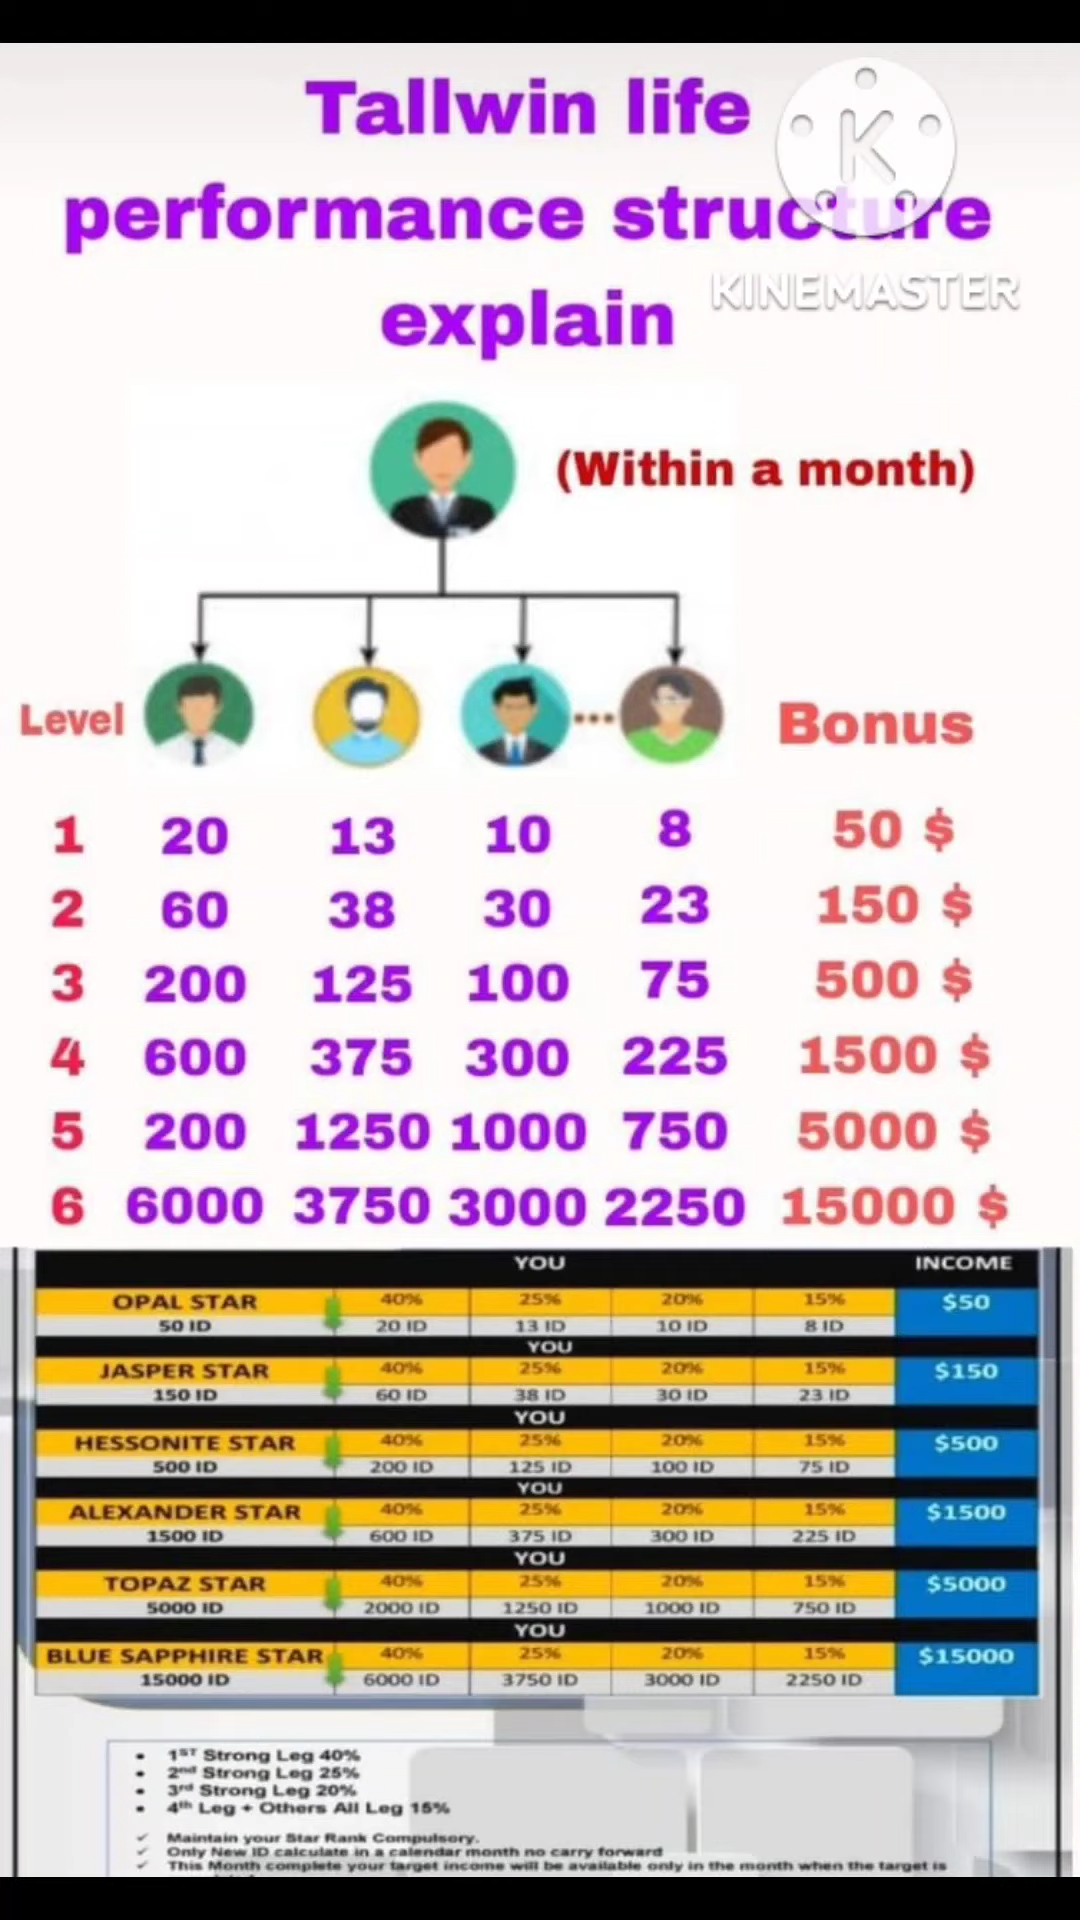 Tallwin life
performance structure
explain
K
KINEMASTER
(Within a month)
Level Bonus
1 20 13 10 8 50 $
2 60 38 30 23 150 $
3 200 125 100 75 500 $
4 600 375 300 225 1500 $
5 200 1250 1000 750 5000 $
6 6000 3750 3000 2250 15000 $
YOU INCOME
OPAL STAR 40% 25% 20% 15% $50
50 ID 20 ID 13 ID 10 ID 8 ID
YOU
JASPER STAR 40% 25% 20% 15% $150
150 ID 60 ID 38 ID 30 ID 23 ID
YOU
HESSONITE STAR 40% 25% 20% 15% $500
500 ID 200 ID 125 ID 100 ID 75 ID
YOU
ALEXANDER STAR 40% 25% 20% 15% $1500
1500 ID 600 ID 375 ID 300 ID 225 ID
YOU
TOPAZ STAR 40% 25% 20% 15% $5000
5000 ID 2000 ID 1250 ID 1000 ID 750 ID
YOU
BLUE SAPPHIRE STAR 40% 25% 20% 15% $15000
15000 ID 6000 ID 3750 ID 3000 ID 2250 ID
• 1ST Strong Leg 40%
• 2nd Strong Leg 25%
• 3rd Strong Leg 20%
• 4th Leg + Others All Leg 15%
✓ Maintain your Star Rank Compulsory.
✓ Only New ID calculate in a calendar month no carry forward
✓ This Month complete your target income will be available only in the month when the target is